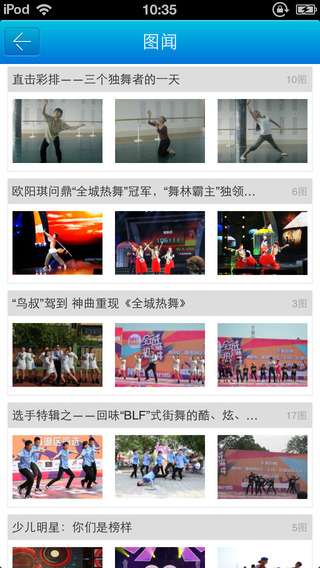 iPod 10:35
图闻
直击彩排——三个独舞者的一天 10图
欧阳琪问鼎“全城热舞”冠军，“舞林霸主”独领… 6图
“鸟叔”驾到 神曲重现《全城热舞》 3图
选手特辑之——回味“BLF”式街舞的酷、炫、… 17图
少儿明星：你们是榜样 5图